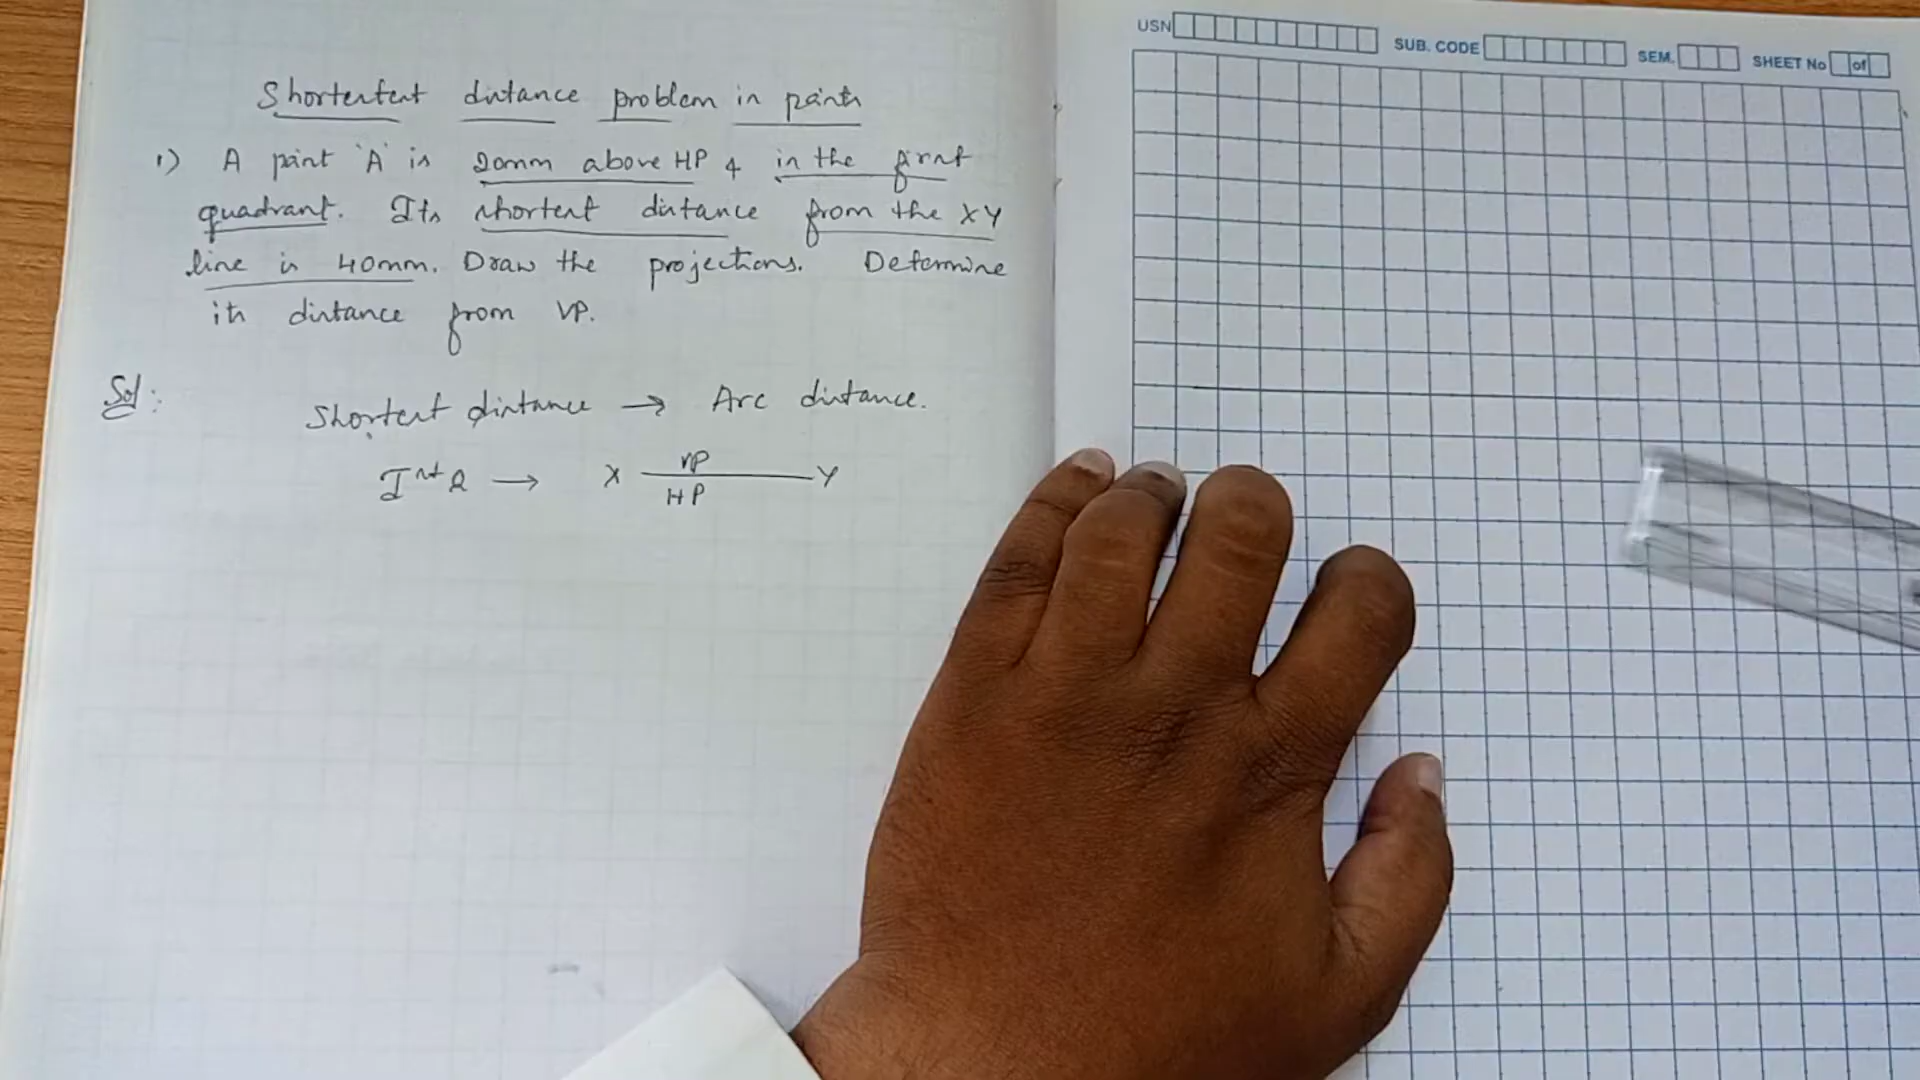 Shortestest distance problem in points
1) A point 'A' is 20mm above HP & in the first
quadrant. Its shortest distance from the XY
line is 40mm. Draw the projections. Determine
its distance from VP.
Sol:
Shortest distance → Arc distance.
Ist Q → X VP Y
HP
USN SUB. CODE SEM. SHEET No of